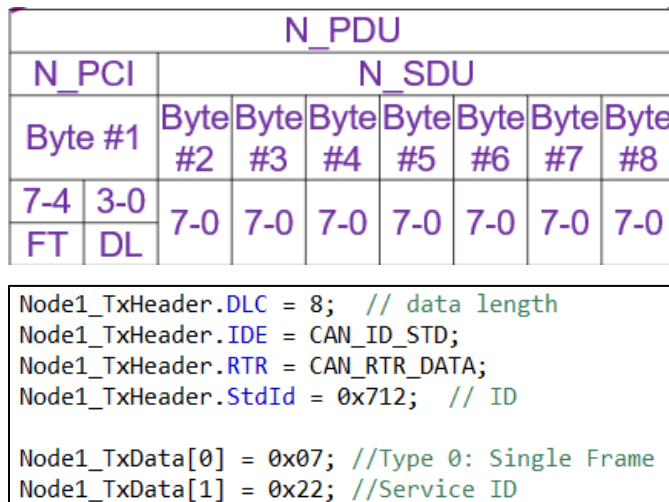 N_PDU
N_PCI N_SDU
Byte #1 Byte #2 Byte #3 Byte #4 Byte #5 Byte #6 Byte #7 Byte #8
7-4 3-0 7-0 7-0 7-0 7-0 7-0 7-0 7-0
FT DL
Node1_TxHeader.DLC = 8;  // data length
Node1_TxHeader.IDE = CAN_ID_STD;
Node1_TxHeader.RTR = CAN_RTR_DATA;
Node1_TxHeader.StdId = 0x712;  // ID
Node1_TxData[0] = 0x07; //Type 0: Single Frame
Node1_TxData[1] = 0x22; //Service ID